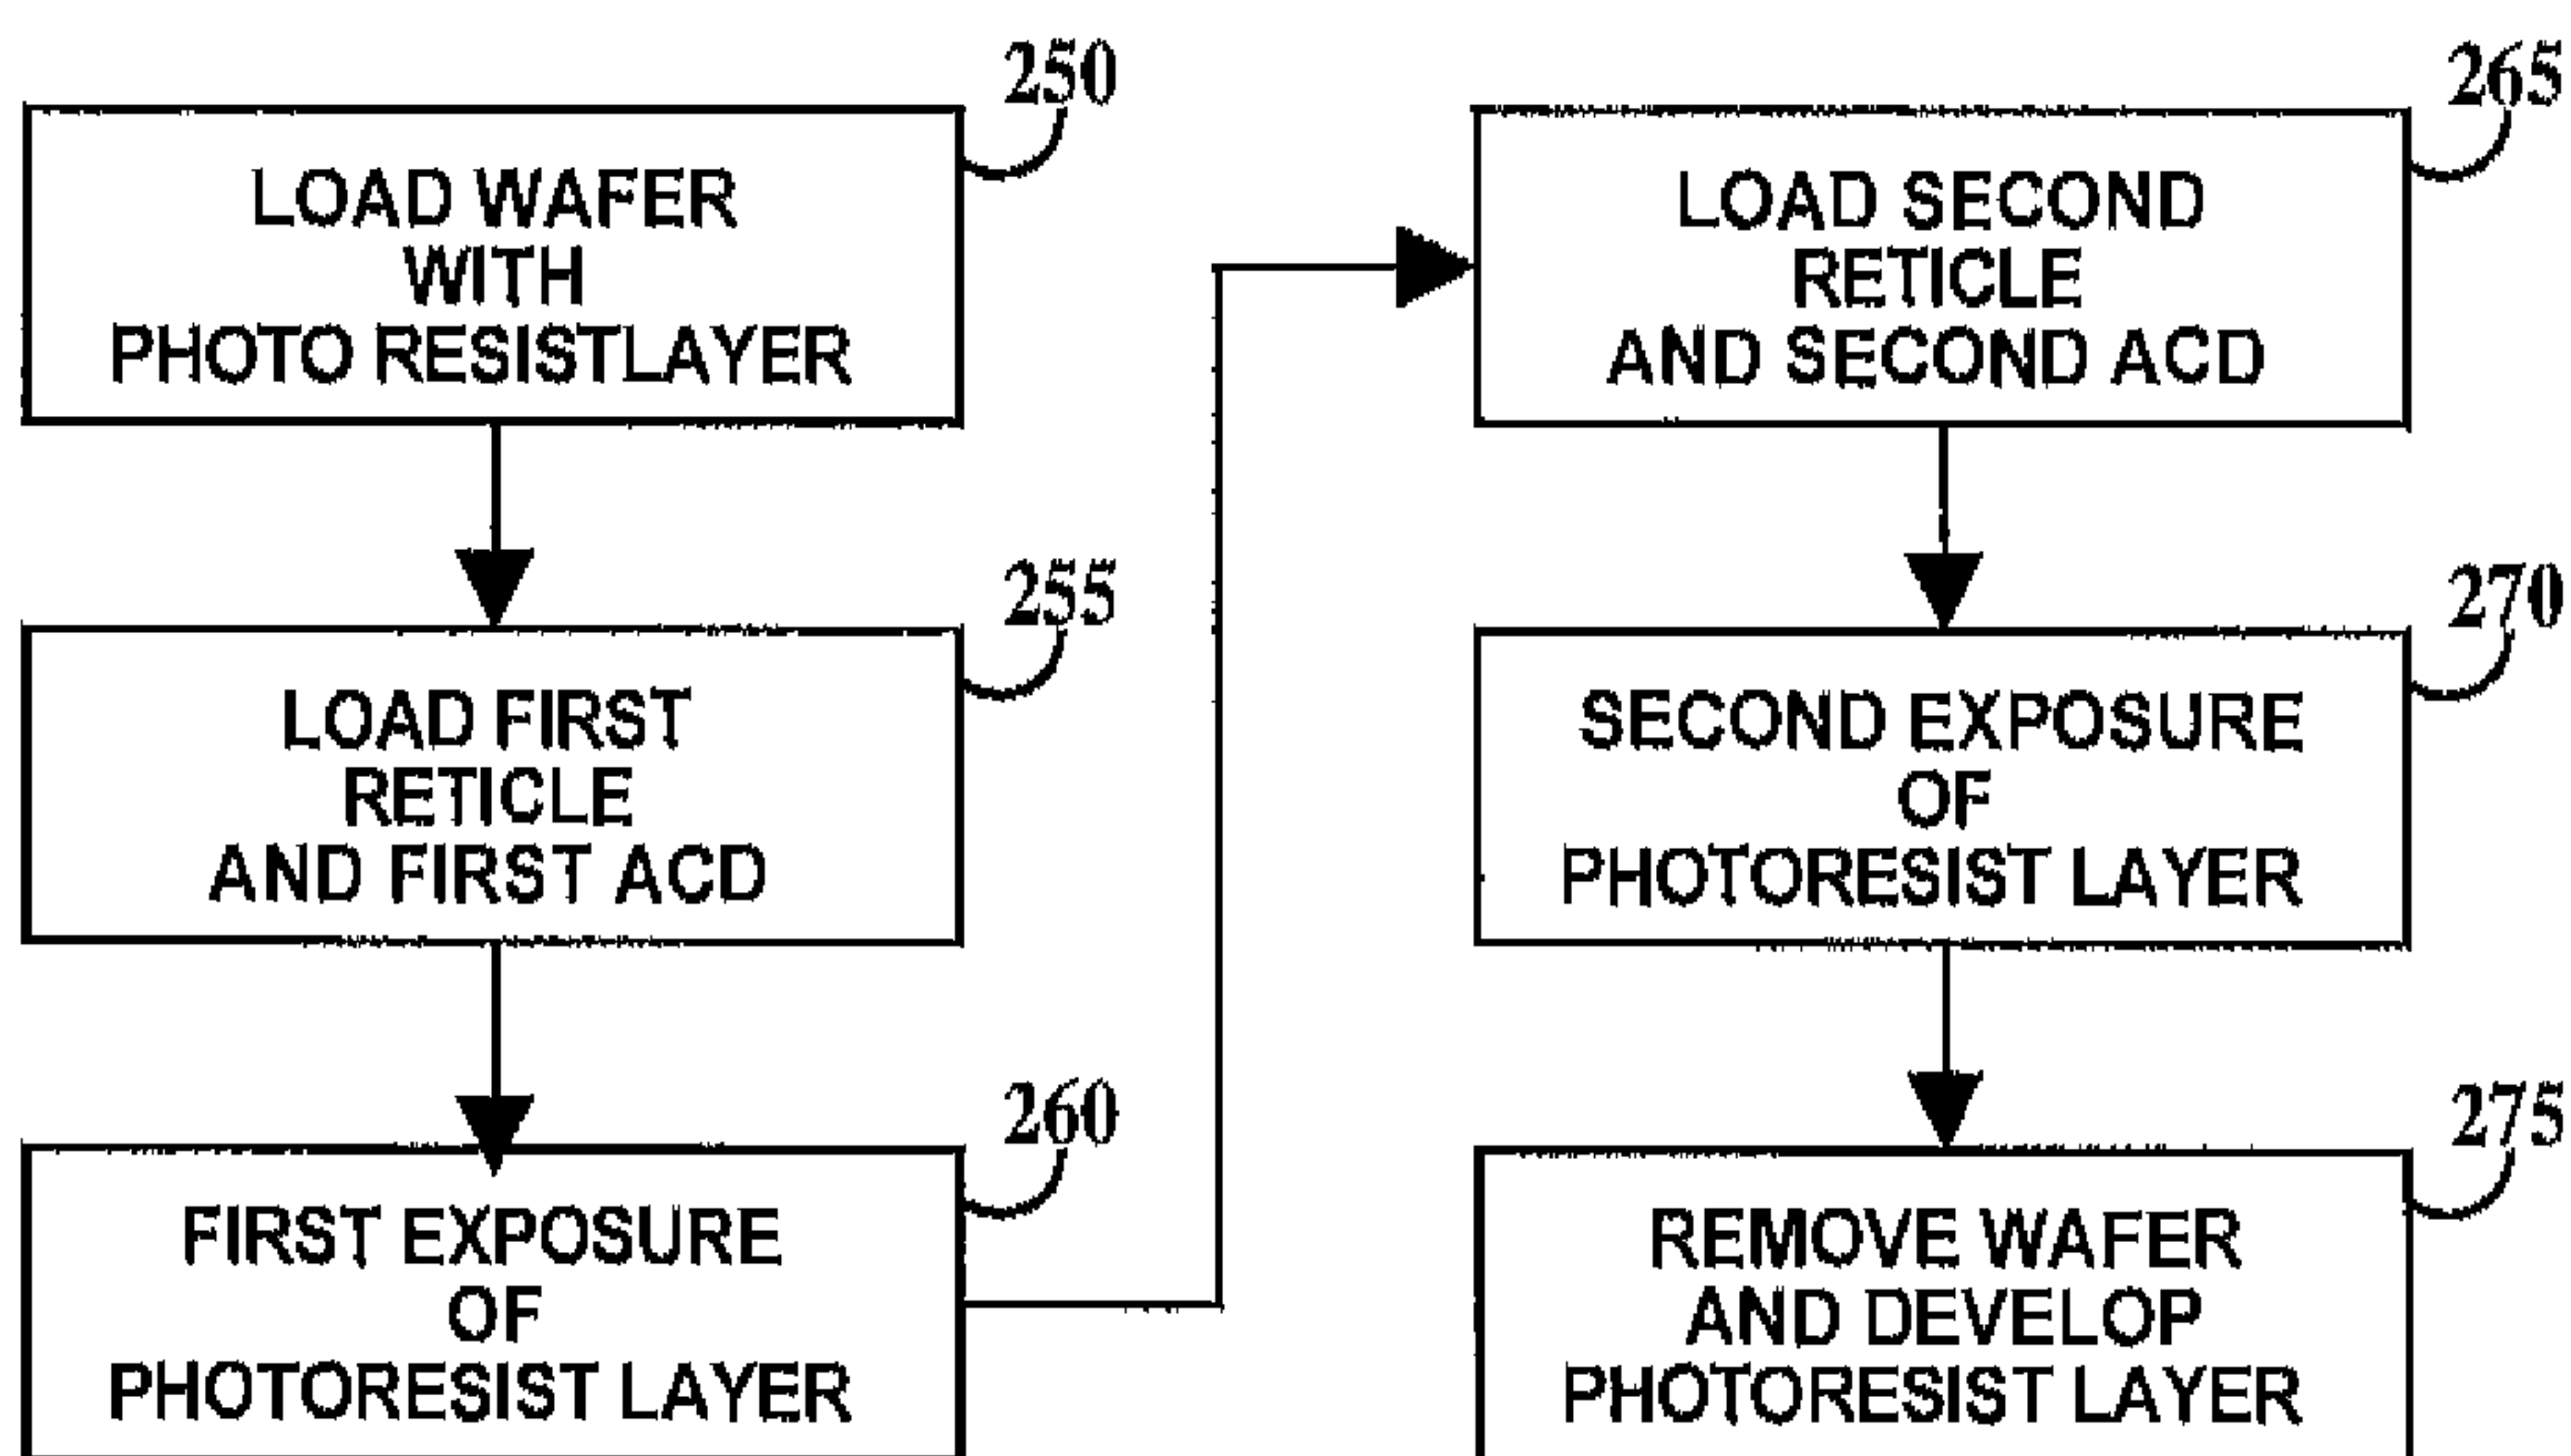 250
LOAD WAFER
WITH
PHOTO RESISTLAYER
255
LOAD FIRST
RETICLE
AND FIRST ACD
260
FIRST EXPOSURE
OF
PHOTORESIST LAYER
265
LOAD SECOND
RETICLE
AND SECOND ACD
270
SECOND EXPOSURE
OF
PHOTORESIST LAYER
275
REMOVE WAFER
AND DEVELOP
PHOTORESIST LAYER